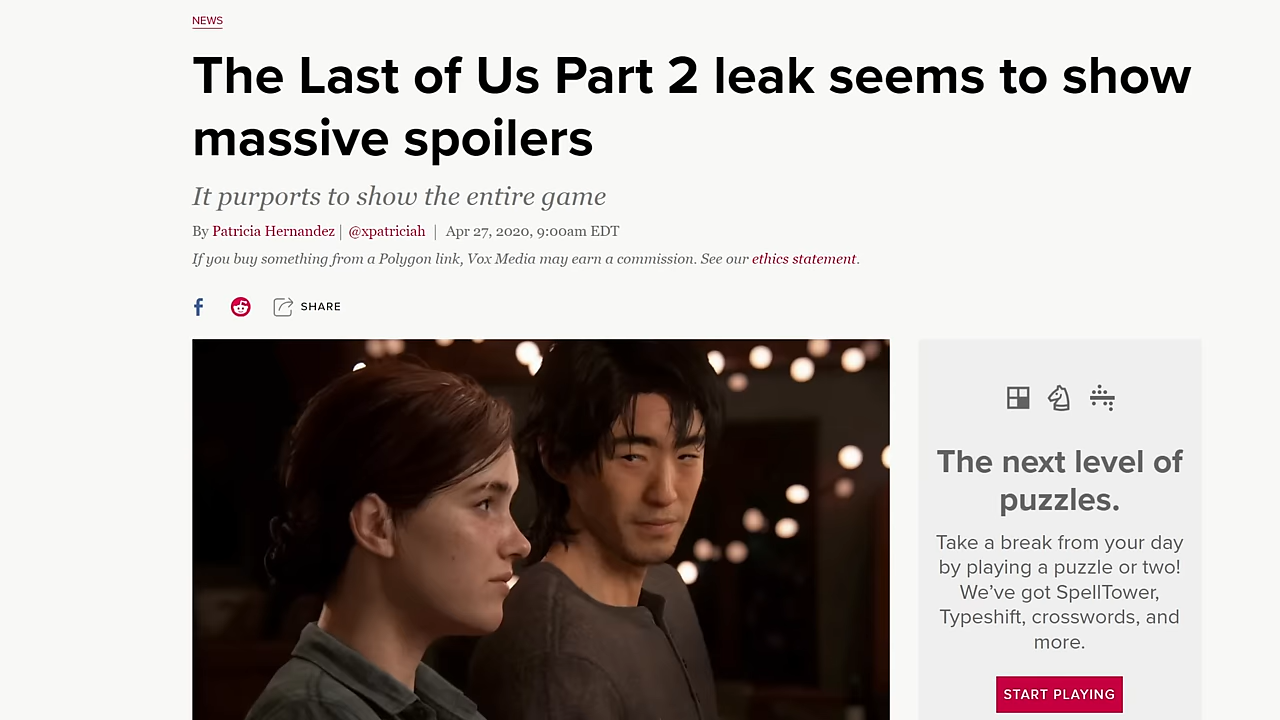 NEWS
The Last of Us Part 2 leak seems to show
massive spoilers
It purports to show the entire game
By Patricia Hernandez | @xpatriciah | Apr 27, 2020, 9:00am EDT
If you buy something from a Polygon link, Vox Media may earn a commission. See our ethics statement.
SHARE
The next level of
puzzles.
Take a break from your day
by playing a puzzle or two!
We’ve got SpellTower,
Typeshift, crosswords, and
more.
START PLAYING